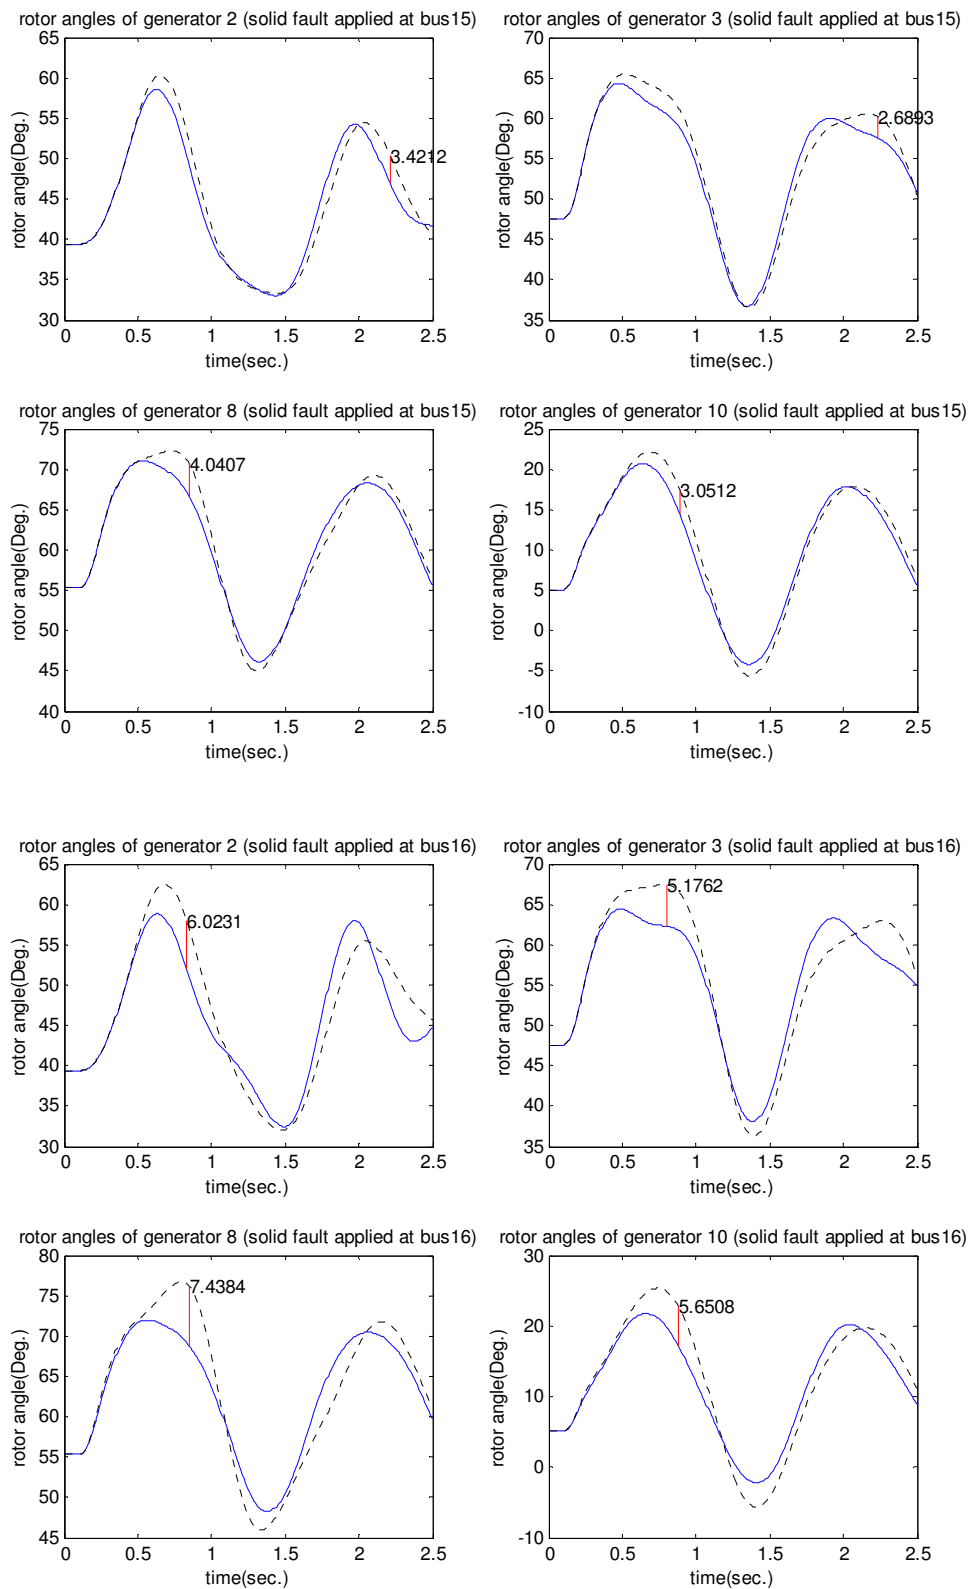 rotor angles of generator 2 (solid fault applied at bus15)
65
60
55
50
45
40
35
30
rotor angle(Deg.)
3.4212
0 0.5 1 1.5 2 2.5
time(sec.)
rotor angles of generator 3 (solid fault applied at bus15)
70
65
60
55
50
45
40
35
rotor angle(Deg.)
2.6893
0 0.5 1 1.5 2 2.5
time(sec.)
rotor angles of generator 8 (solid fault applied at bus15)
75
70
65
60
55
50
45
40
rotor angle(Deg.)
4.0407
0 0.5 1 1.5 2 2.5
time(sec.)
rotor angles of generator 10 (solid fault applied at bus15)
25
20
15
10
5
0
-5
-10
rotor angle(Deg.)
3.0512
0 0.5 1 1.5 2 2.5
time(sec.)
rotor angles of generator 2 (solid fault applied at bus16)
65
60
55
50
45
40
35
30
rotor angle(Deg.)
6.0231
0 0.5 1 1.5 2 2.5
time(sec.)
rotor angles of generator 3 (solid fault applied at bus16)
70
65
60
55
50
45
40
35
rotor angle(Deg.)
5.1762
0 0.5 1 1.5 2 2.5
time(sec.)
rotor angles of generator 8 (solid fault applied at bus16)
80
75
70
65
60
55
50
45
rotor angle(Deg.)
7.4384
0 0.5 1 1.5 2 2.5
time(sec.)
rotor angles of generator 10 (solid fault applied at bus16)
30
20
10
0
-10
rotor angle(Deg.)
5.6508
0 0.5 1 1.5 2 2.5
time(sec.)